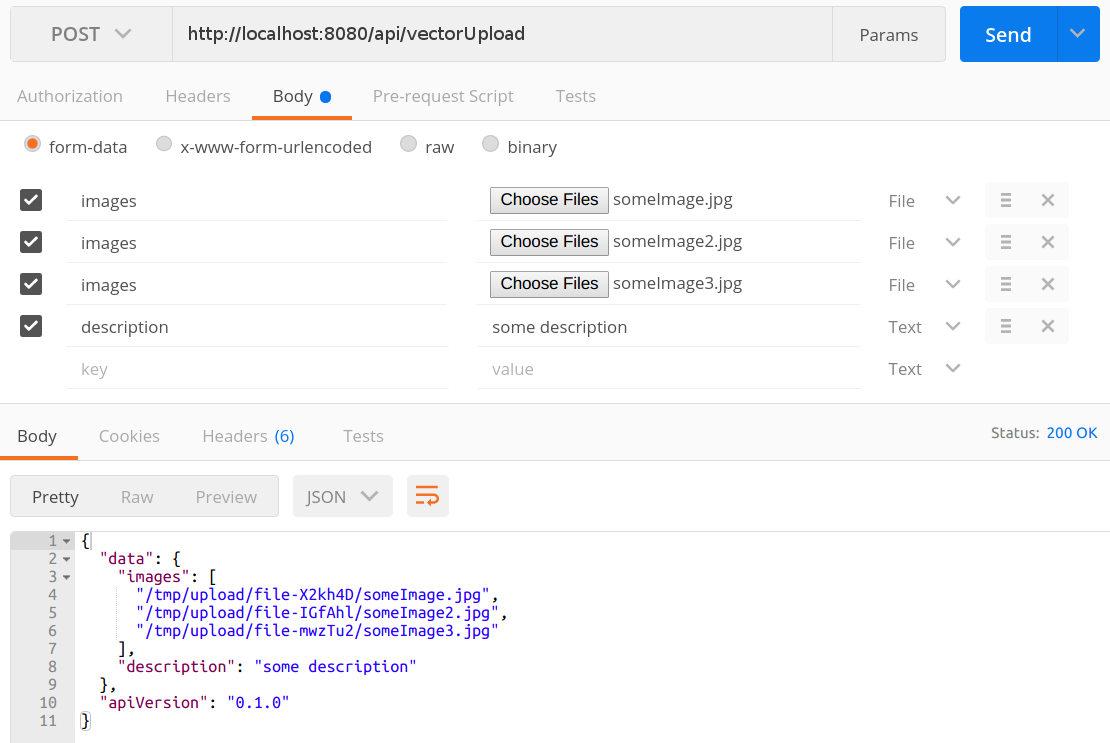 POST http://localhost:8080/api/vectorUpload Params Send
Authorization Headers Body Pre-request Script Tests
form-data x-www-form-urlencoded raw binary
images Choose Files someImage.jpg File
images Choose Files someImage2.jpg File
images Choose Files someImage3.jpg File
description some description Text
key value Text
Body Cookies Headers (6) Tests Status: 200 OK
Pretty Raw Preview JSON
1 {
2 "data": {
3 "images": [
4 "/tmp/upload/file-X2kh4D/someImage.jpg",
5 "/tmp/upload/file-IGfAhl/someImage2.jpg",
6 "/tmp/upload/file-mwzTu2/someImage3.jpg"
7 ],
8 "description": "some description"
9 },
10 "apiVersion": "0.1.0"
11 }